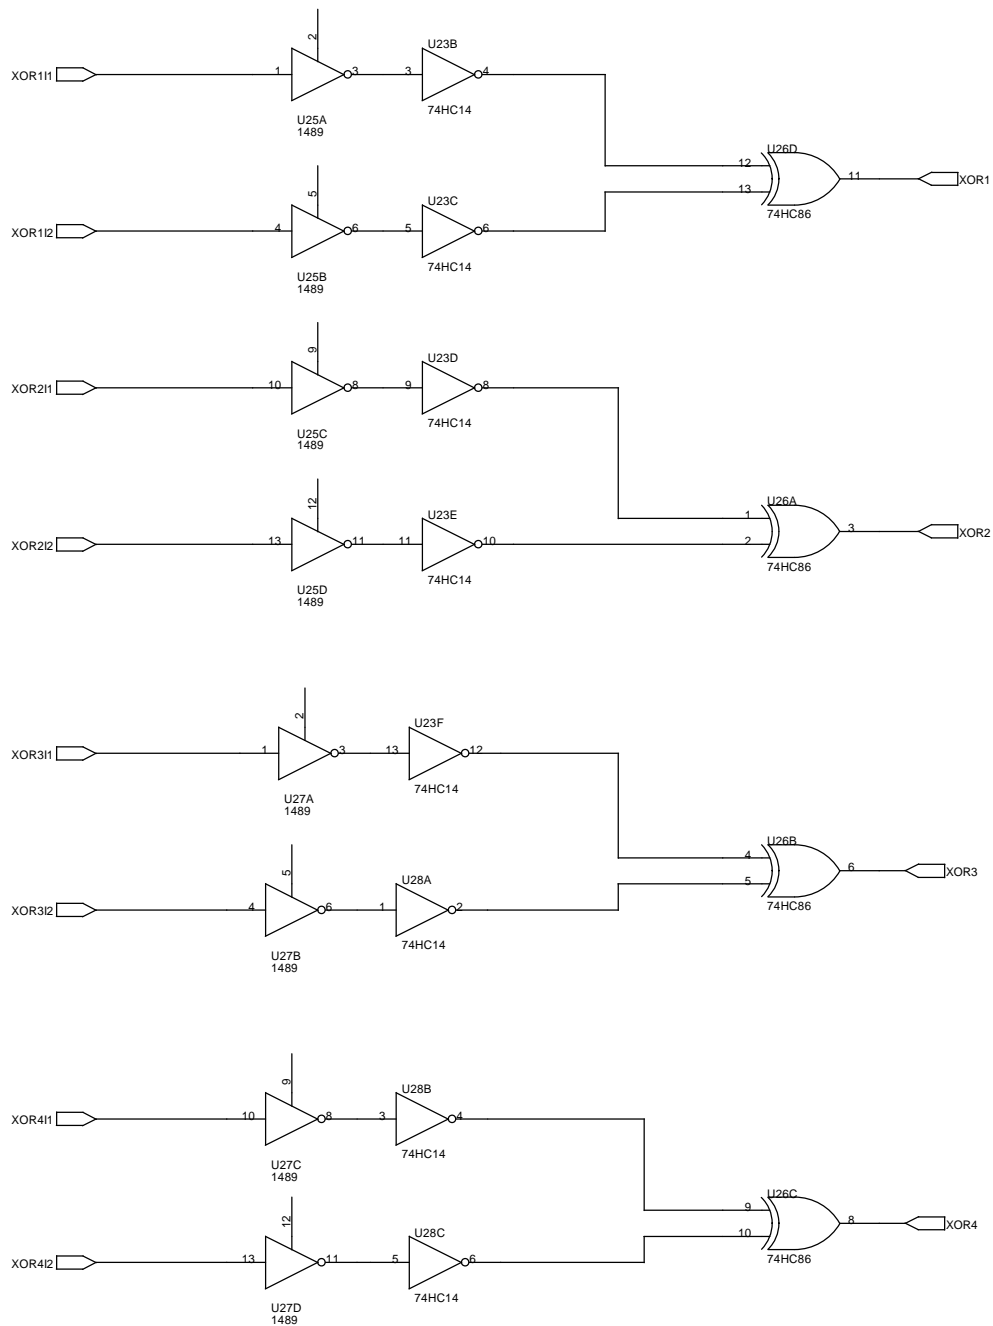 2
U23B
XOR1I1
1
3
3
4
74HC14
U25A
1489
U26D
12
11
XOR1
13
74HC86
5
U23C
XOR1I2
4
6
5
6
74HC14
U25B
1489
9
U23D
XOR2I1
10
8
9
8
74HC14
U25C
1489
12
U23E
U26A
1
3
XOR2
2
74HC86
XOR2I2
13
11
11
10
74HC14
U25D
1489
2
U23F
XOR3I1
1
3
13
12
74HC14
U27A
1489
U26B
4
6
XOR3
5
74HC86
5
U28A
XOR3I2
4
6
1
2
74HC14
U27B
1489
9
U28B
XOR4I1
10
8
3
4
74HC14
U27C
1489
U26C
9
8
XOR4
10
74HC86
12
U28C
XOR4I2
13
11
5
6
74HC14
U27D
1489